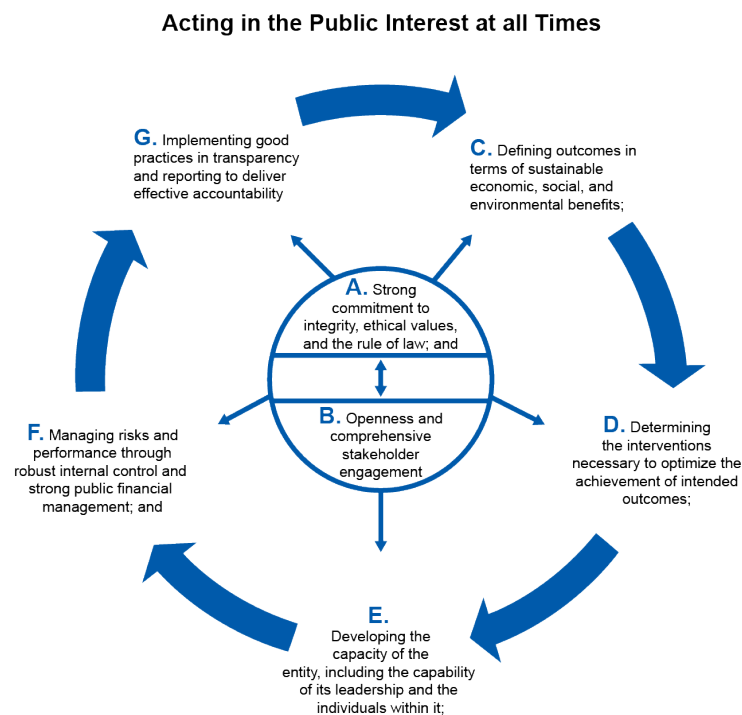 Acting in the Public Interest at all Times
G. Implementing good
practices in transparency
and reporting to deliver
effective accountability
C. Defining outcomes in
terms of sustainable
economic, social, and
environmental benefits;
A. Strong
commitment to
integrity, ethical values,
and the rule of law; and
B. Openness and
comprehensive
stakeholder
engagement
F. Managing risks and
performance through
robust internal control and
strong public financial
management; and
D. Determining
the interventions
necessary to optimize the
achievement of intended
outcomes;
E.
Developing the
capacity of the
entity, including the capability
of its leadership and the
individuals within it;